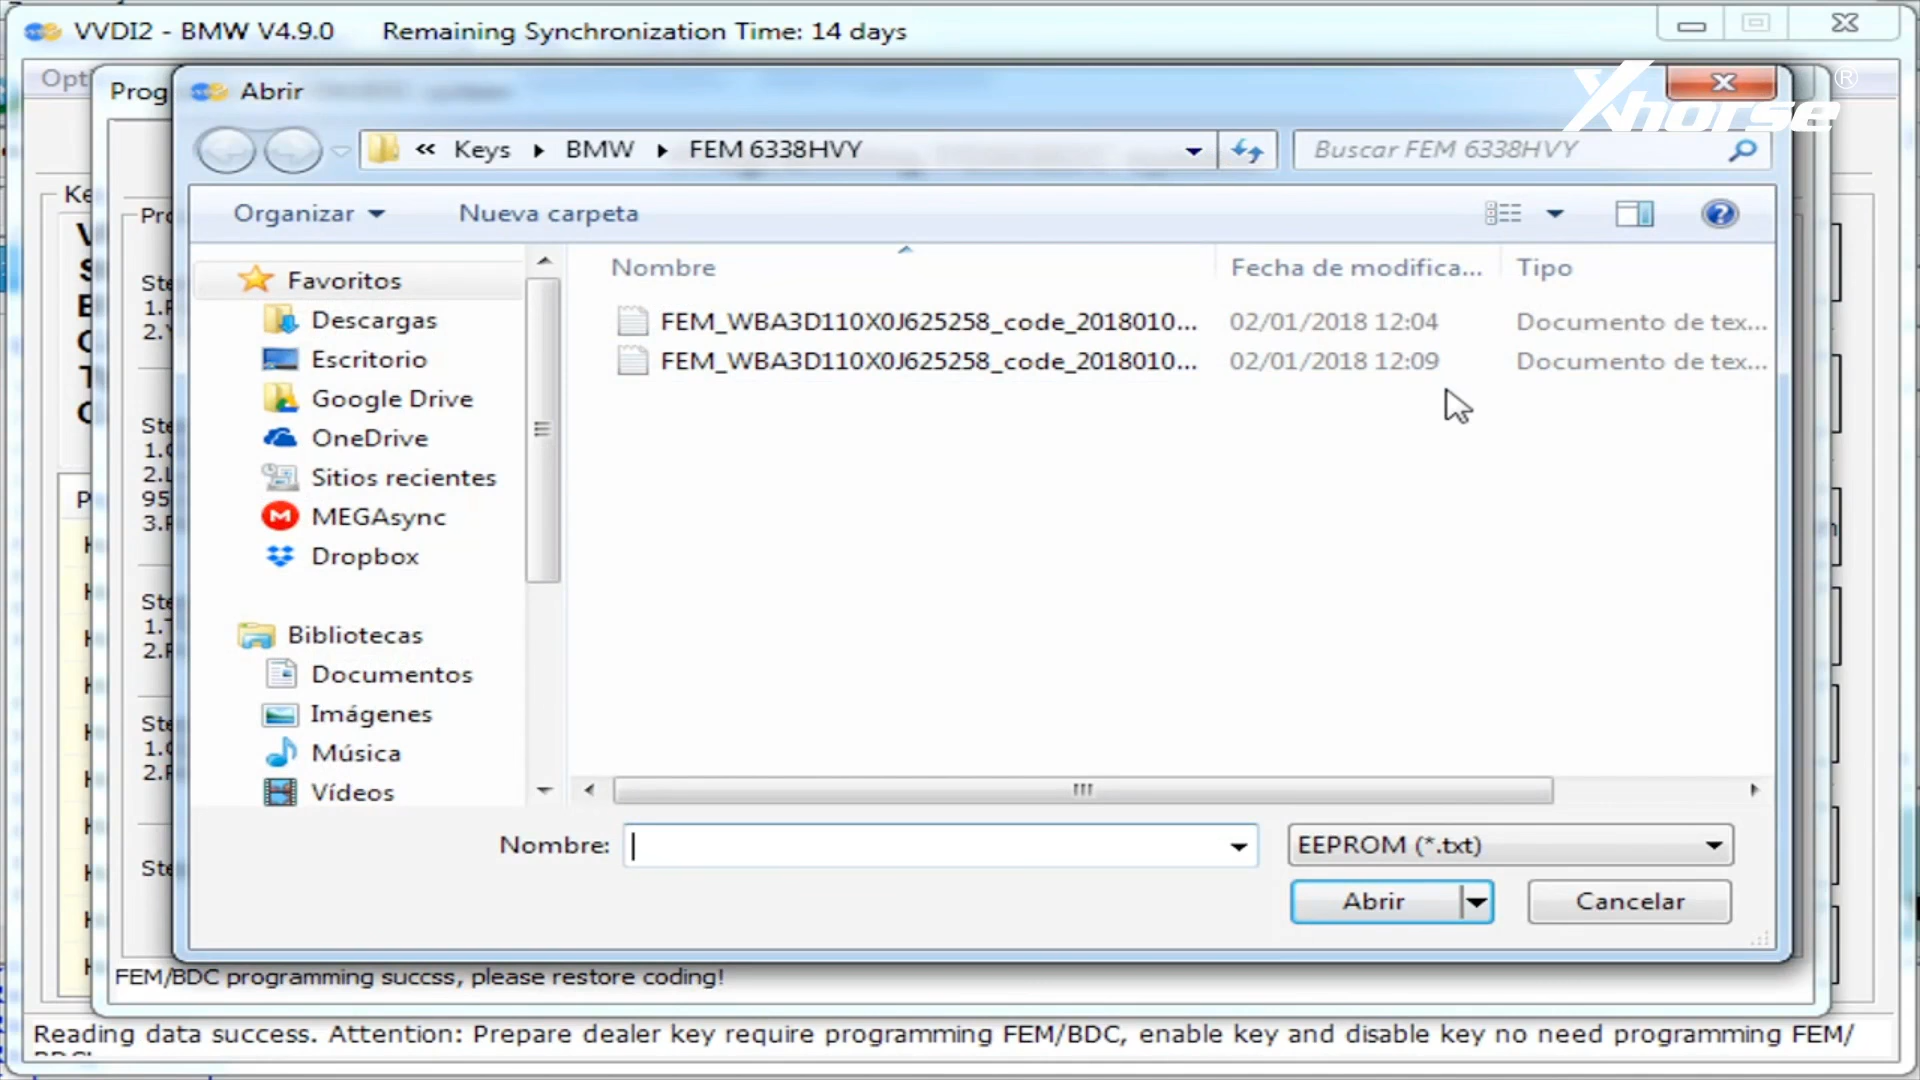 VVDI2 - BMW V4.9.0 Remaining Synchronization Time: 14 days
Xhorse®
Abrir
« Keys ▸ BMW ▸ FEM 6338HVY
Buscar FEM 6338HVY
Organizar
Nueva carpeta
Favoritos
Descargas
Escritorio
Google Drive
OneDrive
Sitios recientes
MEGAsync
Dropbox
Bibliotecas
Documentos
Imágenes
Música
Vídeos
Nombre Fecha de modifica... Tipo
FEM_WBA3D110X0J625258_code_2018010... 02/01/2018 12:04 Documento de tex...
FEM_WBA3D110X0J625258_code_2018010... 02/01/2018 12:09 Documento de tex...
Nombre:
EEPROM (*.txt)
Abrir
Cancelar
FEM/BDC programming succss, please restore coding!
Reading data success. Attention: Prepare dealer key require programming FEM/BDC, enable key and disable key no need programming FEM/